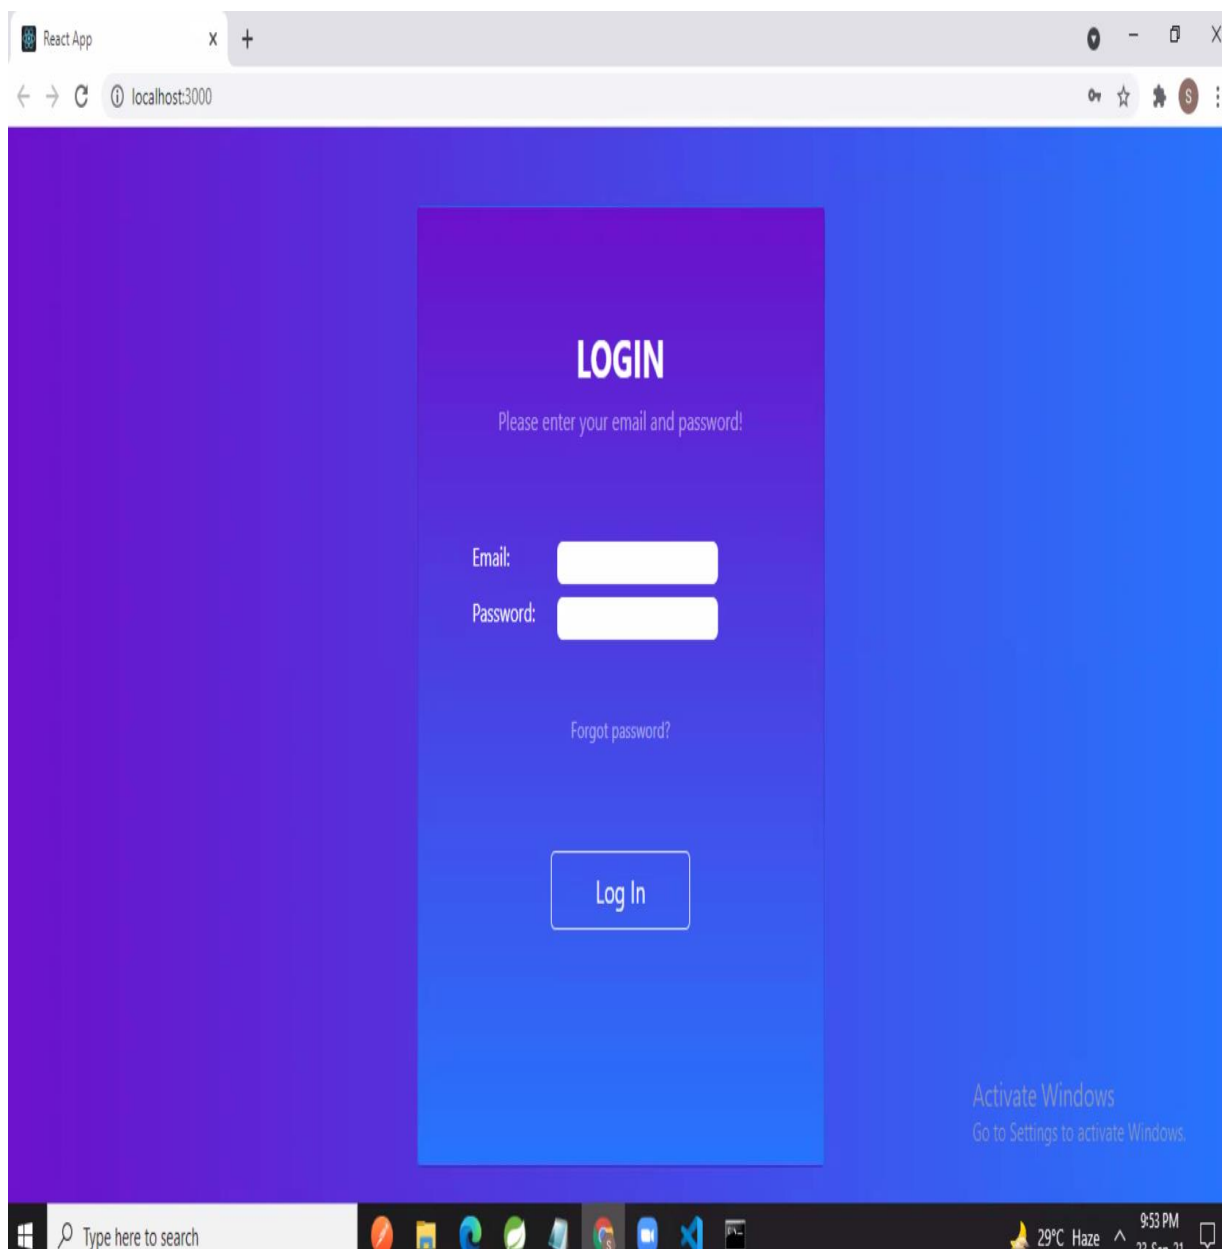 React App
localhost:3000
S
LOGIN
Please enter your email and password!
Email:
Password:
Forgot password?
Log In
Activate Windows
Go to Settings to activate Windows.
Type here to search
29°C Haze
9:53 PM